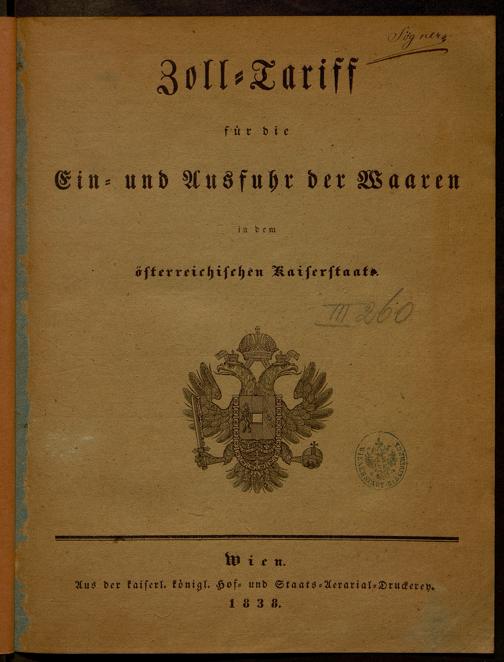 Zoll-Tariff
für die
Ein- und Ausfuhr der Waaren
in dem
österreichischen Kaiserstaate.
III 260
Wien.
Aus der kaiserl. königl. Hof- und Staats-Aerarial-Druckerey.
1838.